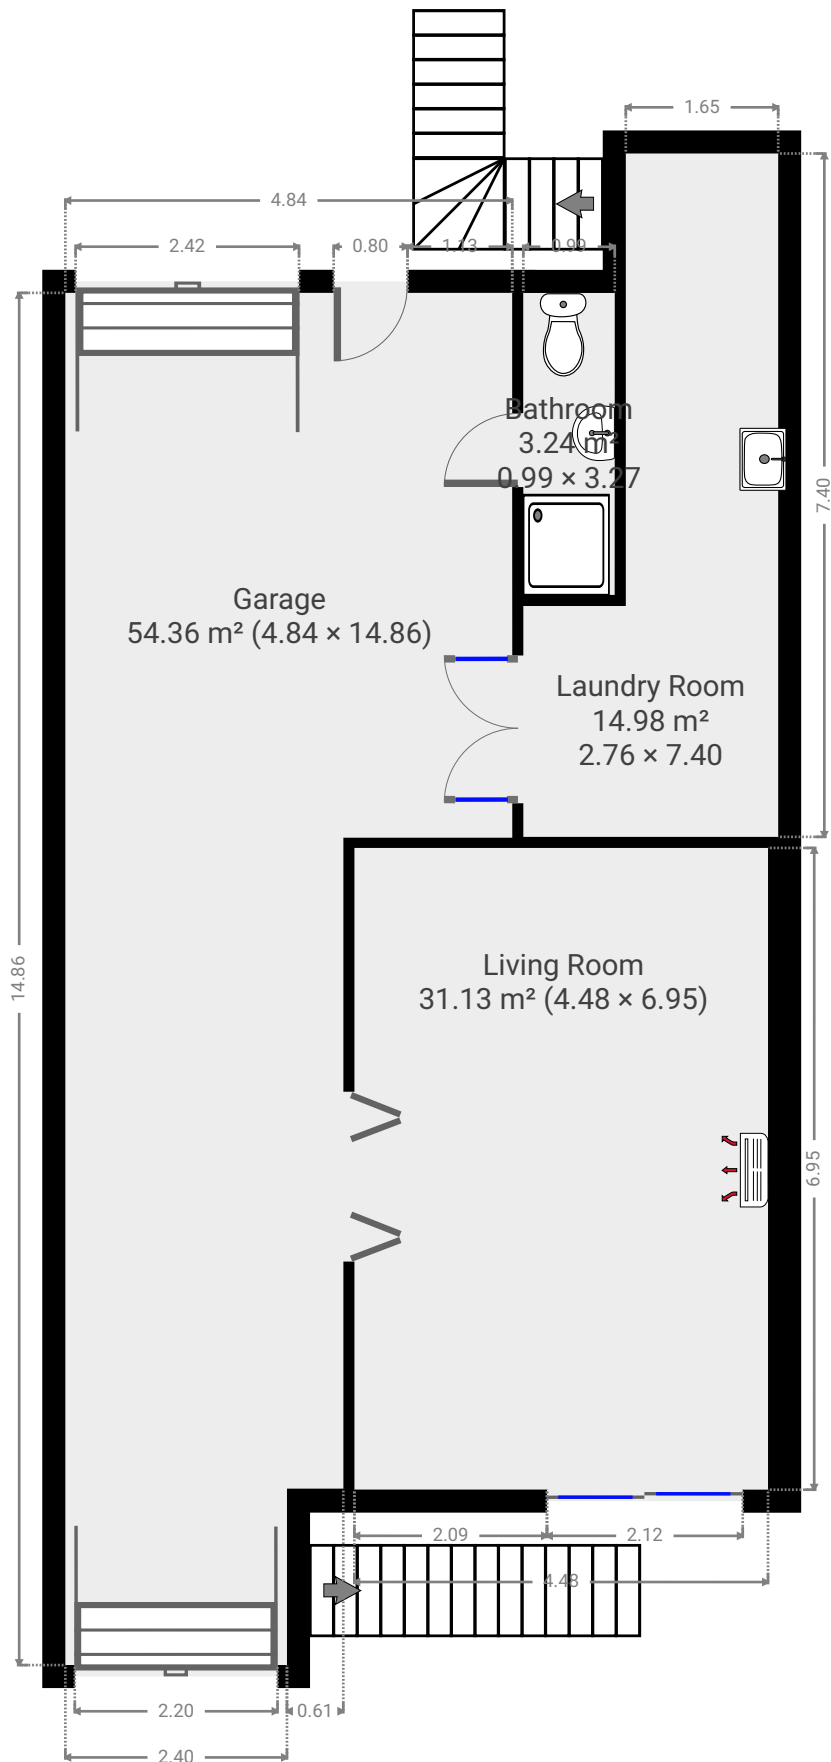 1.65
4.84
2.42
0.80
1.13
0.99
Bathroom
3.24 m²
0.99 × 3.27
7.40
Garage
54.36 m² (4.84 × 14.86)
Laundry Room
14.98 m²
2.76 × 7.40
Living Room
31.13 m² (4.48 × 6.95)
14.86
6.95
2.09
2.12
4.48
2.20
0.61
2.40